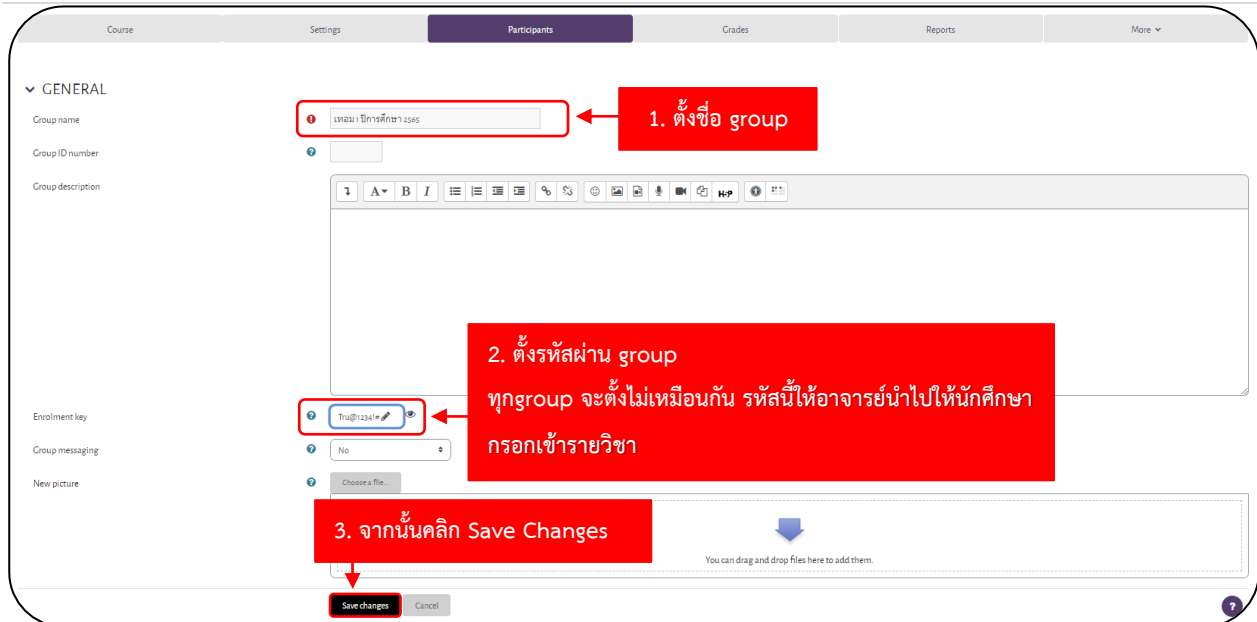 Course Settings Participants Grades Reports More
GENERAL
Group name
เทอม 1 ปีการศึกษา 2565
1. ตั้งชื่อ group
Group ID number
Group description
A B I H-P
2. ตั้งรหัสผ่าน group
ทุกgroup จะตั้งไม่เหมือนกัน รหัสนี้ให้อาจารย์นำไปให้นักศึกษา
กรอกเข้ารายวิชา
Enrolment key
Tru@1234!=
Group messaging
No
New picture
Choose a file...
3. จากนั้นคลิก Save Changes
You can drag and drop files here to add them.
Save changes Cancel
?